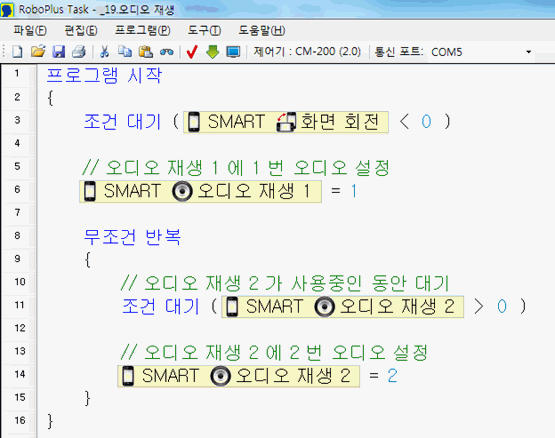 RoboPlus Task - _19.오디오 재생
파일(F) 편집(E) 프로그램(P) 도구(T) 도움말(H)
제어기 : CM-200 (2.0) 통신 포트: COM5
1 프로그램 시작
2 {
3 조건 대기 ( SMART 화면 회전 < 0 )
4
5 // 오디오 재생 1 에 1 번 오디오 설정
6 SMART 오디오 재생 1 = 1
7
8 무조건 반복
9 {
10 // 오디오 재생 2 가 사용중인 동안 대기
11 조건 대기 ( SMART 오디오 재생 2 > 0 )
12
13 // 오디오 재생 2 에 2 번 오디오 설정
14 SMART 오디오 재생 2 = 2
15 }
16 }